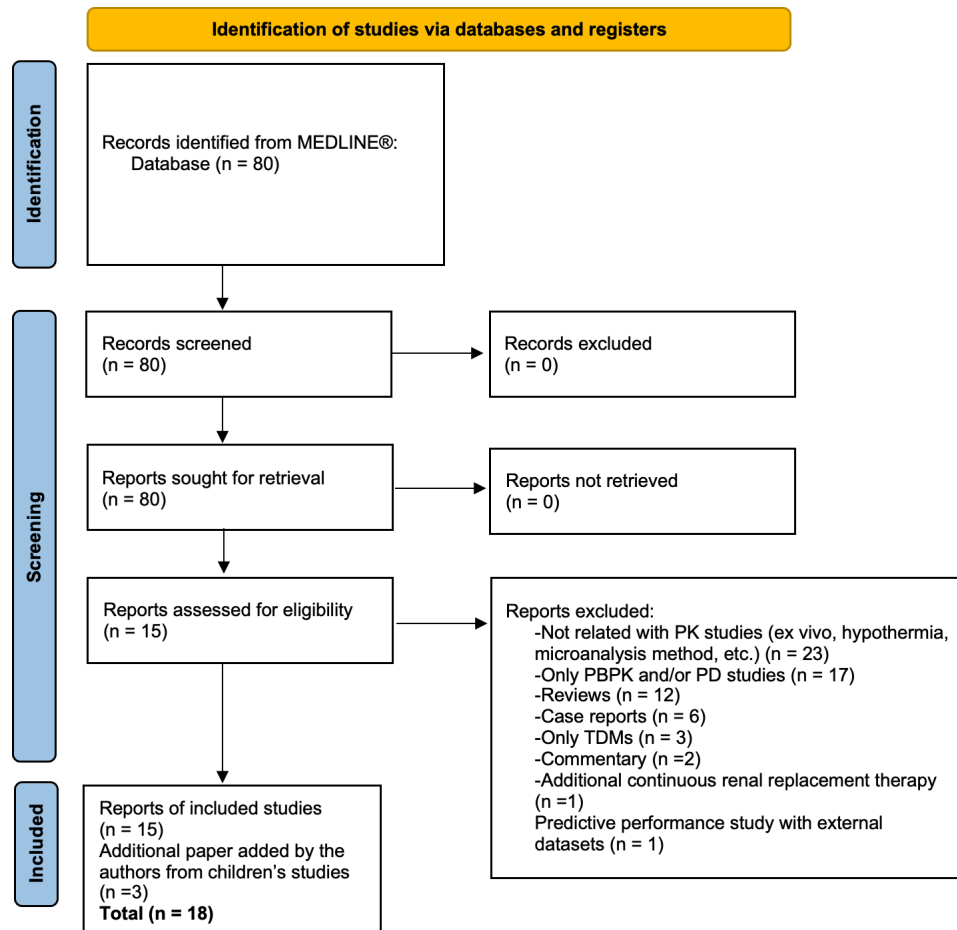 Identification of studies via databases and registers
Identification
Records identified from MEDLINE®:
Database (n = 80)
Screening
Records screened
(n = 80)
Records excluded
(n = 0)
Reports sought for retrieval
(n = 80)
Reports not retrieved
(n = 0)
Reports assessed for eligibility
(n = 15)
Reports excluded:
-Not related with PK studies (ex vivo, hypothermia,
microanalysis method, etc.) (n = 23)
-Only PBPK and/or PD studies (n = 17)
-Reviews (n = 12)
-Case reports (n = 6)
-Only TDMs (n = 3)
-Commentary (n =2)
-Additional continuous renal replacement therapy
(n =1)
Predictive performance study with external
datasets (n = 1)
Included
Reports of included studies
(n = 15)
Additional paper added by the
authors from children's studies
(n =3)
Total (n = 18)